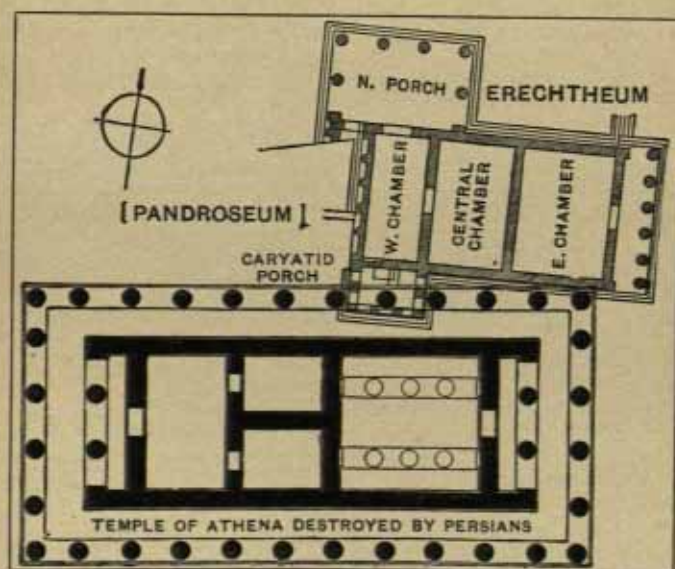 N. PORCH
ERECHTHEUM
W. CHAMBER
CENTRAL
CHAMBER
E. CHAMBER
[PANDROSEUM]
CARYATID
PORCH
TEMPLE OF ATHENA DESTROYED BY PERSIANS